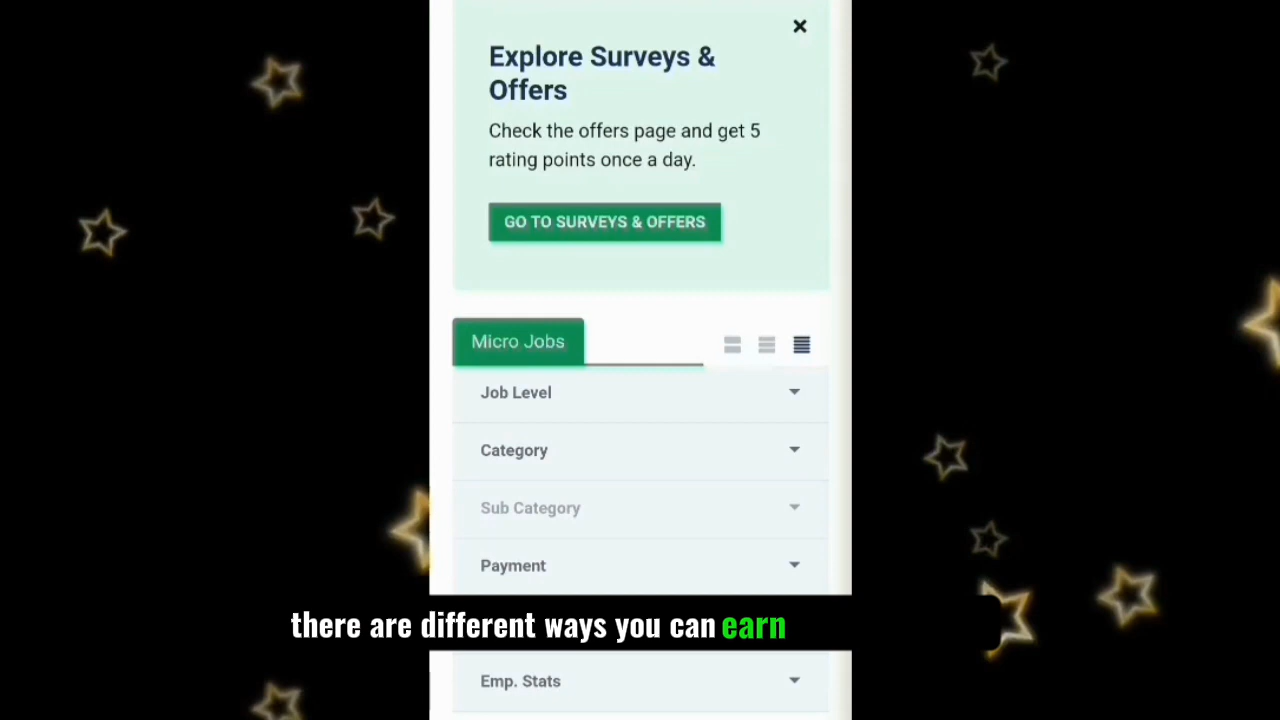 Explore Surveys &
Offers
Check the offers page and get 5
rating points once a day.
GO TO SURVEYS & OFFERS
Micro Jobs
Job Level
Category
Sub Category
Payment
there are different ways you can earn
Emp. Stats